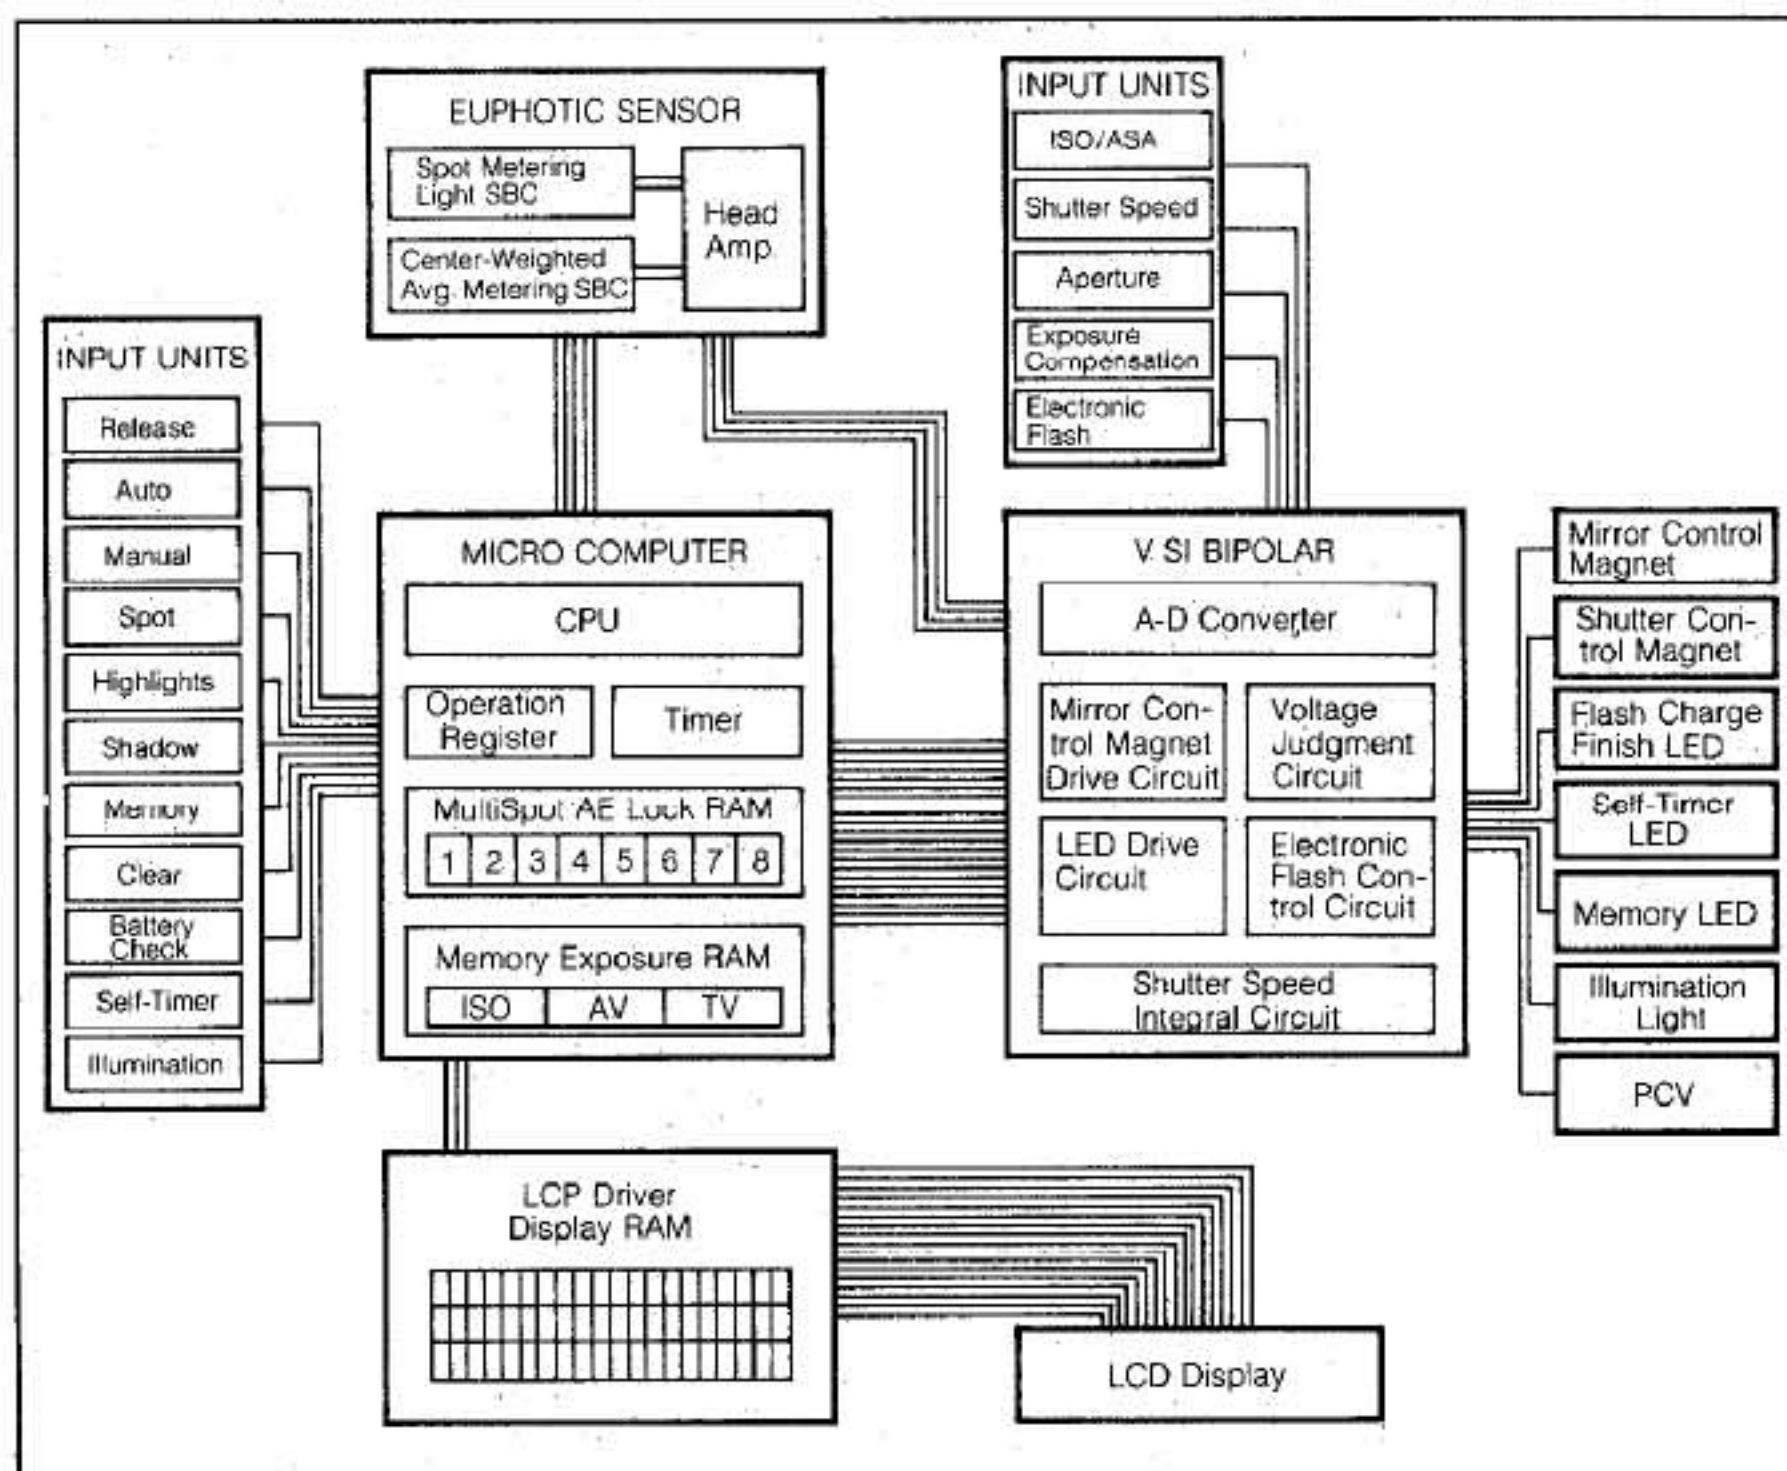 EUPHOTIC SENSOR
Spot Metering
Light SBC
Center-Weighted
Avg. Metering SBC
Head
Amp.
INPUT UNITS
ISO/ASA
Shutter Speed
Aperture
Exposure
Compensation
Electronic
Flash
INPUT UNITS
Release
Auto
Manual
Spot
Highlights
Shadow
Memory
Clear
Battery
Check
Self-Timer
Illumination
MICRO COMPUTER
CPU
Operation
Register
Timer
MultiSpot AE Lock RAM
1 2 3 4 5 6 7 8
Memory Exposure RAM
ISO AV TV
V SI BIPOLAR
A-D Converter
Mirror Con-
trol Magnet
Drive Circuit
Voltage
Judgment
Circuit
LED Drive
Circuit
Electronic
Flash Con-
trol Circuit
Shutter Speed
Integral Circuit
Mirror Control
Magnet
Shutter Con-
trol Magnet
Flash Charge
Finish LED
Self-Timer
LED
Memory LED
Illumination
Light
PCV
LCP Driver
Display RAM
LCD Display